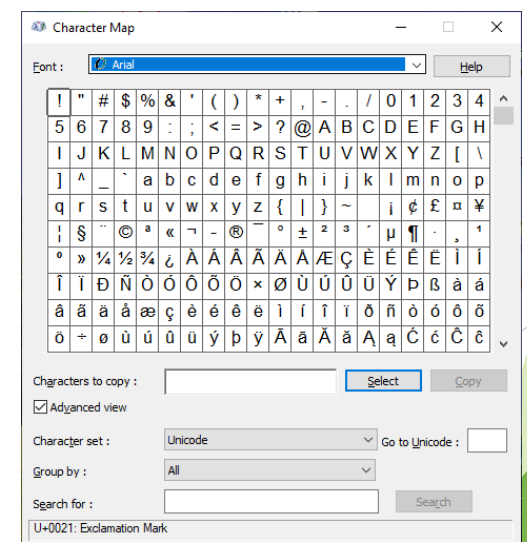 Character Map
Font : Arial Help
! " # $ % & ' ( ) * + , - . / 0 1 2 3 4
5 6 7 8 9 : ; < = > ? @ A B C D E F G H
I J K L M N O P Q R S T U V W X Y Z [ \
] ^ _ ` a b c d e f g h i j k l m n o p
q r s t u v w x y z { | } ~ ¡ ¢ £ ¤ ¥
¦ § ¨ © ª « ¬ - ® ¯ ° ± ² ³ ´ µ ¶ · ¸ ¹
º » ¼ ½ ¾ ¿ À Á Â Ã Ä Å Æ Ç È É Ê Ë Ì Í
Î Ï Ð Ñ Ò Ó Ô Õ Ö × Ø Ù Ú Û Ü Ý Þ ß à á
â ã ä å æ ç è é ê ë ì í î ï ð ñ ò ó ô õ
ö ÷ ø ù ú û ü ý þ ÿ Ā ā Ă ă Ą ą Ć ć Ĉ ĉ
Characters to copy : Select Copy
Advanced view
Character set : Unicode Go to Unicode :
Group by : All
Search for : Search
U+0021: Exclamation Mark